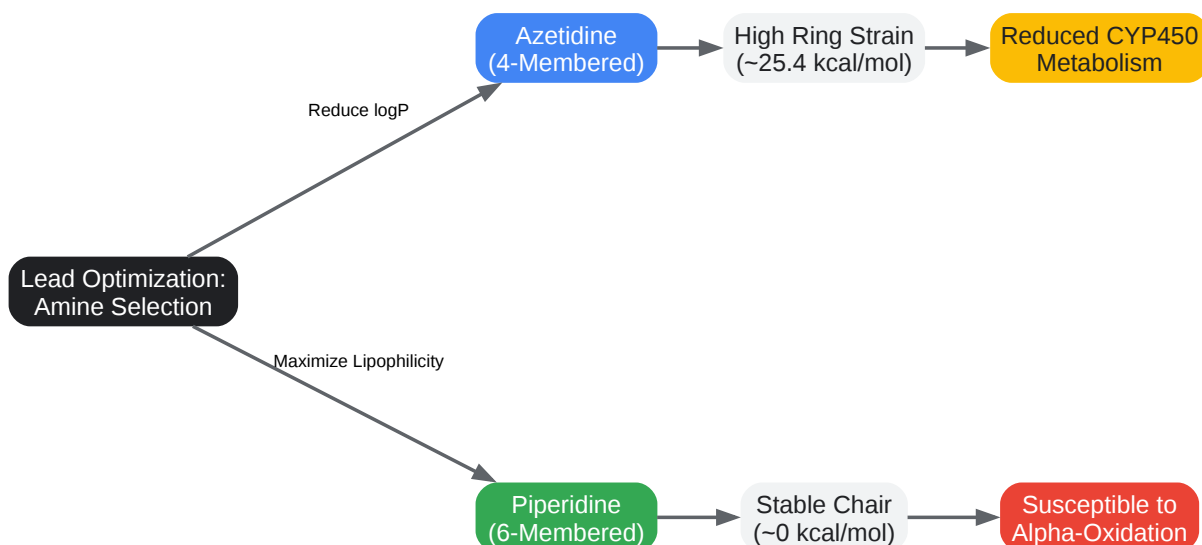 Azetidine
(4-Membered)
High Ring Strain
(~25.4 kcal/mol)
Reduced CYP450
Metabolism
Reduce logP
Lead Optimization:
Amine Selection
Maximize Lipophilicity
Piperidine
(6-Membered)
Stable Chair
(~0 kcal/mol)
Susceptible to
Alpha-Oxidation